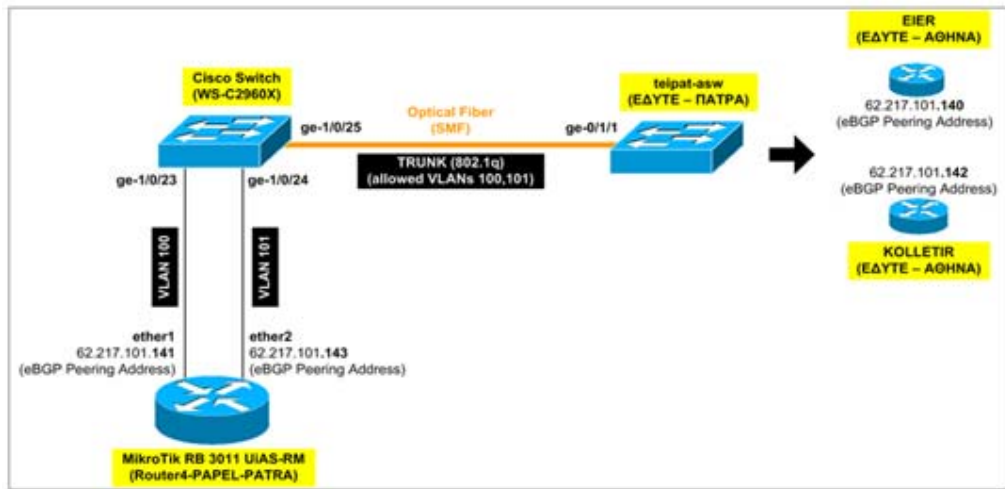 EIER
(ΕΔΥΤΕ – ΑΘΗΝΑ)
Cisco Switch
(WS-C2960X)
teipat-asw
(ΕΔΥΤΕ – ΠΑΤΡΑ)
62.217.101.140
(eBGP Peering Address)
ge-1/0/25
Optical Fiber
(SMF)
ge-0/1/1
TRUNK (802.1q)
(allowed VLANs 100,101)
ge-1/0/23
ge-1/0/24
62.217.101.142
(eBGP Peering Address)
KOLLETIR
(ΕΔΥΤΕ – ΑΘΗΝΑ)
VLAN 100
VLAN 101
ether1
62.217.101.141
(eBGP Peering Address)
ether2
62.217.101.143
(eBGP Peering Address)
MikroTik RB 3011 UiAS-RM
(Router4-PAPEL-PATRA)